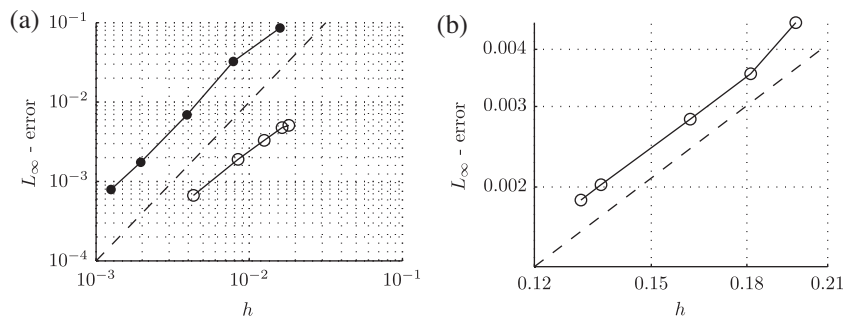 (a)
10⁻¹
10⁻²
10⁻³
10⁻⁴
L∞ - error
10⁻³
10⁻²
10⁻¹
h
(b)
0.004
0.003
0.002
L∞ - error
0.12
0.15
0.18
0.21
h